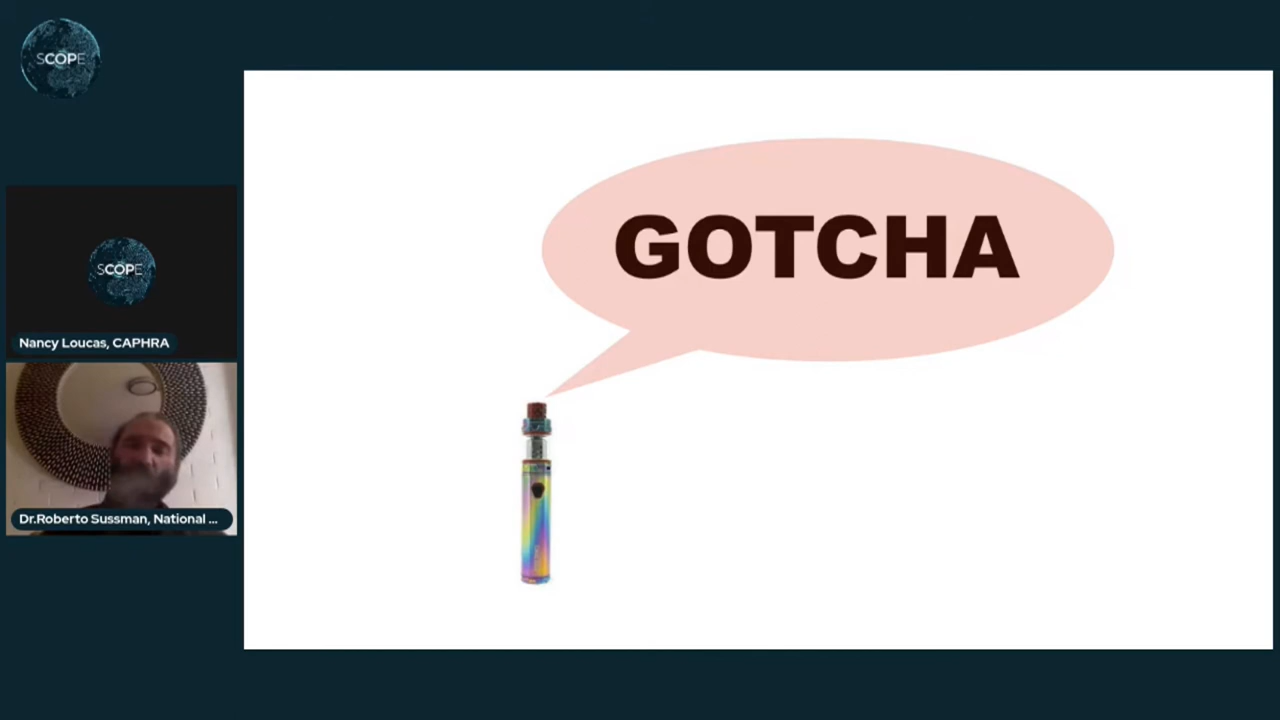 SCOPE
GOTCHA
SCOPE
Nancy Loucas, CAPHRA
Dr.Roberto Sussman, National ...